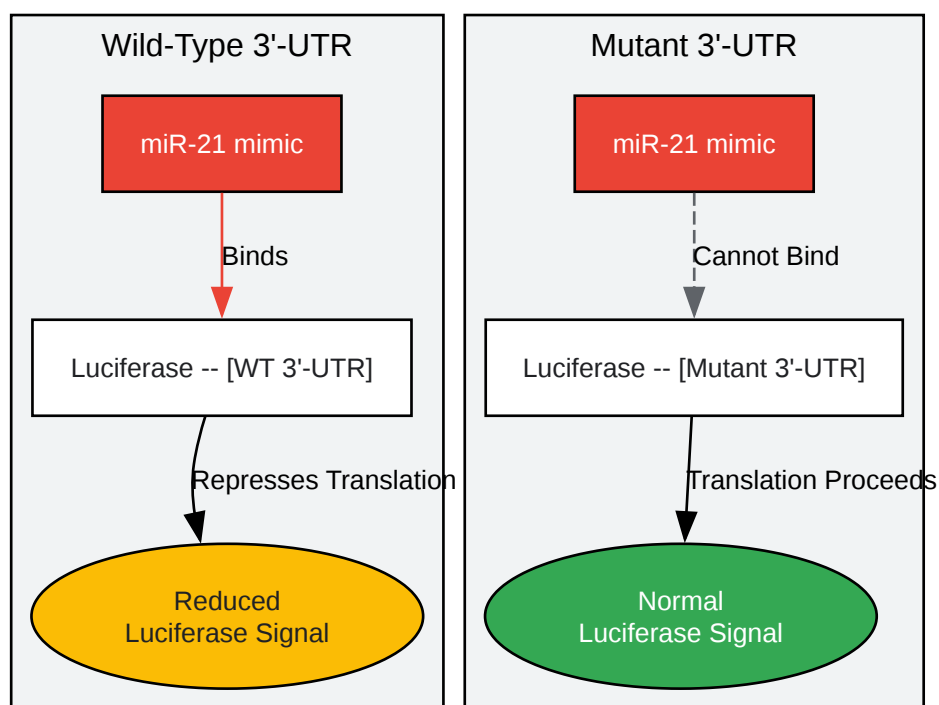 Wild-Type 3'-UTR
miR-21 mimic
Binds
Luciferase -- [WT 3'-UTR]
Represses Translation
Reduced
Luciferase Signal
Mutant 3'-UTR
miR-21 mimic
Cannot Bind
Luciferase -- [Mutant 3'-UTR]
Translation Proceeds
Normal
Luciferase Signal